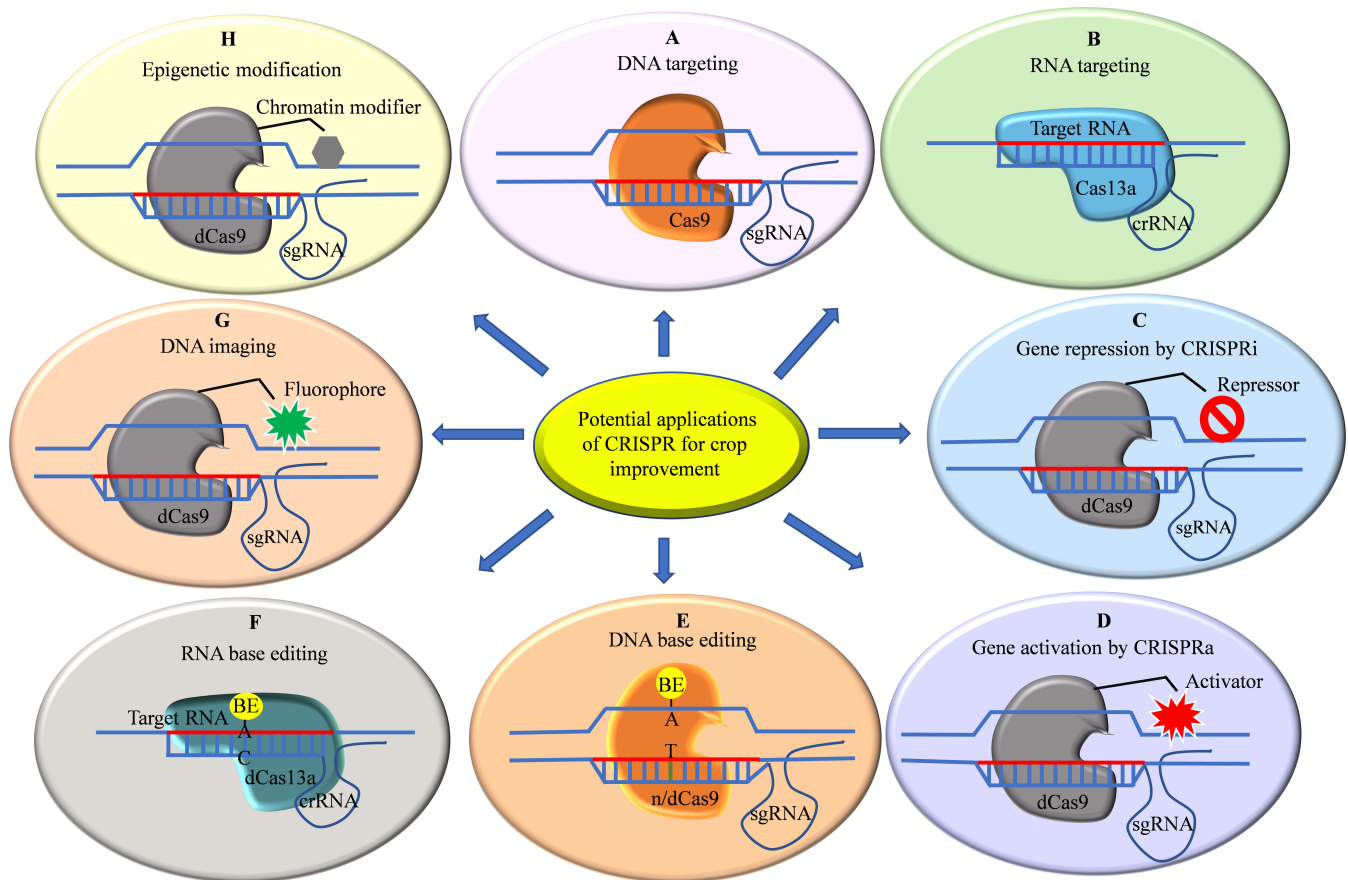 H
Epigenetic modification
Chromatin modifier
dCas9
sgRNA
A
DNA targeting
Cas9
sgRNA
B
RNA targeting
Target RNA
Cas13a
crRNA
G
DNA imaging
Fluorophore
dCas9
sgRNA
Potential applications
of CRISPR for crop
improvement
C
Gene repression by CRISPRi
Repressor
dCas9
sgRNA
F
RNA base editing
BE
Target RNA
A
C
dCas13a
crRNA
E
DNA base editing
BE
A
T
n/dCas9
sgRNA
D
Gene activation by CRISPRa
Activator
dCas9
sgRNA